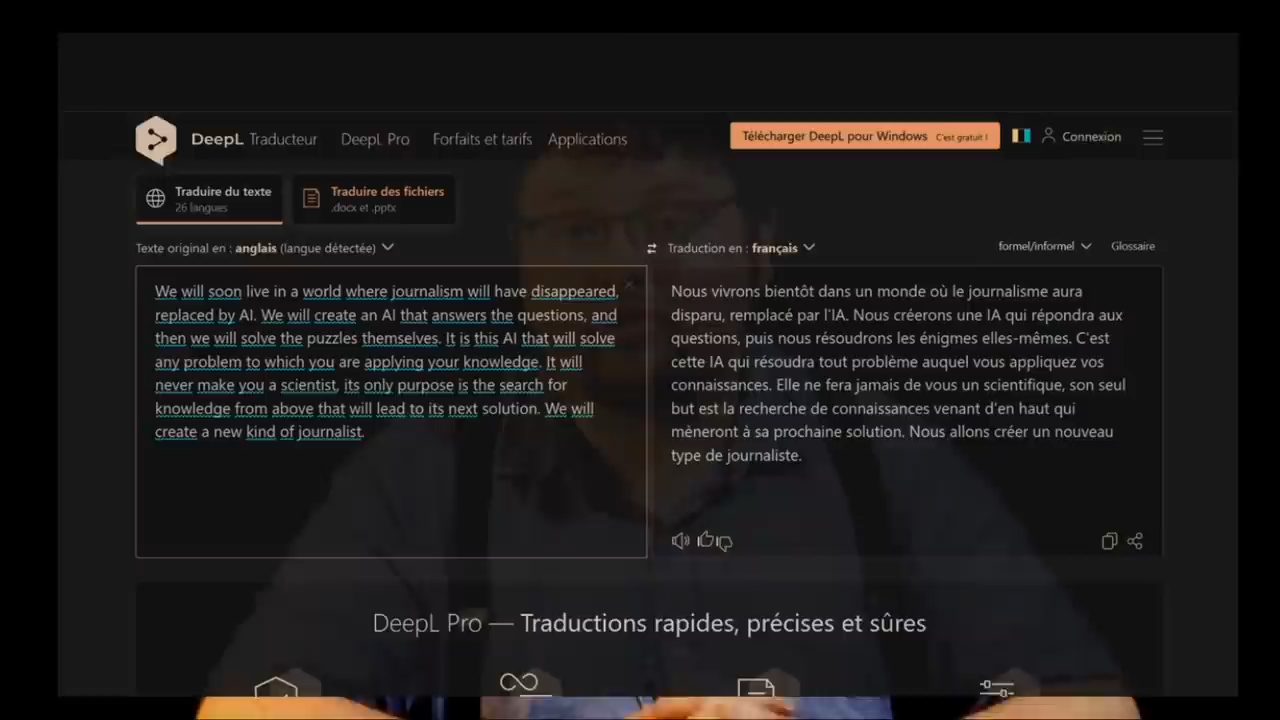 DeepL Traducteur
DeepL Pro
Forfaits et tarifs
Applications
Télécharger DeepL pour Windows C'est gratuit !
Connexion
Traduire du texte
26 langues
Traduire des fichiers
.docx et .pptx
Texte original en : anglais (langue détectée)
Traduction en : français
formel/informel
Glossaire
We will soon live in a world where journalism will have disappeared,
replaced by AI. We will create an AI that answers the questions, and
then we will solve the puzzles themselves. It is this AI that will solve
any problem to which you are applying your knowledge. It will
never make you a scientist, its only purpose is the search for
knowledge from above that will lead to its next solution. We will
create a new kind of journalist.
Nous vivrons bientôt dans un monde où le journalisme aura
disparu, remplacé par l'IA. Nous créerons une IA qui répondra aux
questions, puis nous résoudrons les énigmes elles-mêmes. C'est
cette IA qui résoudra tout problème auquel vous appliquez vos
connaissances. Elle ne fera jamais de vous un scientifique, son seul
but est la recherche de connaissances venant d'en haut qui
mèneront à sa prochaine solution. Nous allons créer un nouveau
type de journaliste.
DeepL Pro — Traductions rapides, précises et sûres